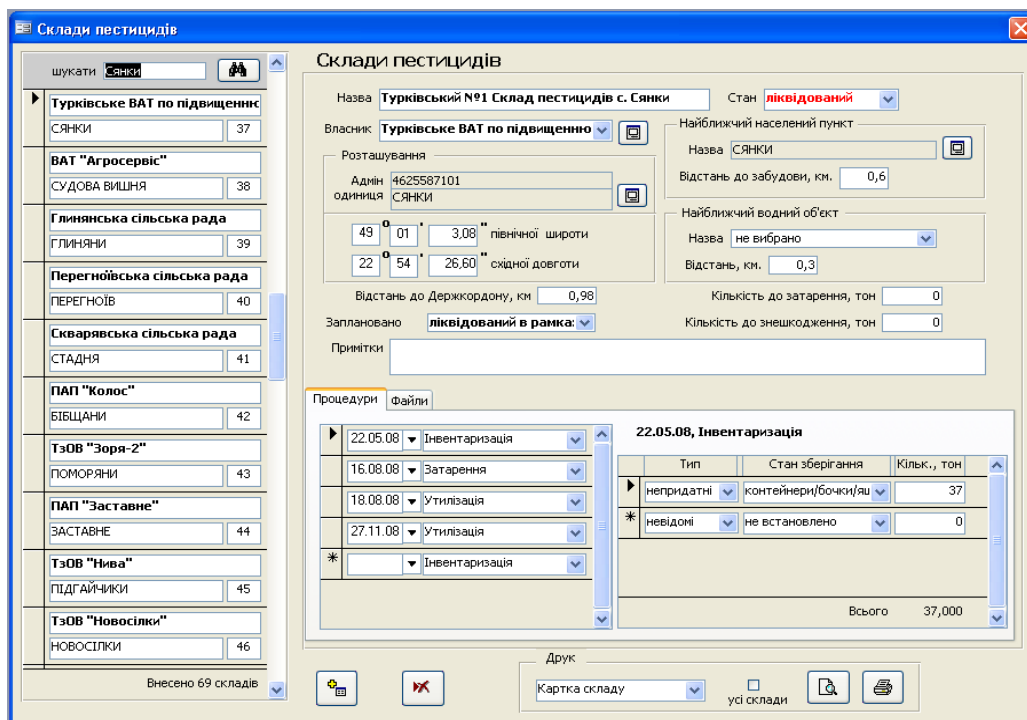 Склади пестицидів
шукати Сянки
Турківське ВАТ по підвищеннк
СЯНКИ 37
ВАТ "Агросервіс"
СУДОВА ВИШНЯ 38
Глинянська сільська рада
ГЛИНЯНИ 39
Перегноївська сільська рада
ПЕРЕГНОЇВ 40
Скварявська сільська рада
СТАДНЯ 41
ПАП "Колос"
БІБЩАНИ 42
ТзОВ "Зоря-2"
ПОМОРЯНИ 43
ПАП "Заставне"
ЗАСТАВНЕ 44
ТзОВ "Нива"
ПІДГАЙЧИКИ 45
ТзОВ "Новосілки"
НОВОСІЛКИ 46
Внесено 69 складів
Склади пестицидів
Назва Турківський №1 Склад пестицидів с. Сянки Стан ліквідований
Власник Турківське ВАТ по підвищенню
Розташування
Адмін одиниця 4625587101
СЯНКИ
49 о 01 ' 3,08 " північної широти
22 о 54 ' 26,60 " східної довготи
Найближчий населений пункт
Назва СЯНКИ
Відстань до забудови, км. 0,6
Найближчий водний об'єкт
Назва не вибрано
Відстань, км. 0,3
Відстань до Держкордону, км 0,98 Кількість до затарення, тон 0
Заплановано ліквідований в рамка: Кількість до знешкодження, тон 0
Примітки
Процедури Файли
22.05.08 Інвентаризація
16.08.08 Затарення
18.08.08 Утилізація
27.11.08 Утилізація
Інвентаризація
22.05.08, Інвентаризація
Тип Стан зберігання Кільк., тон
непридатні контейнери/бочки/ящ 37
невідомі не встановлено 0
Всього 37,000
Друк
Картка складу усі склади